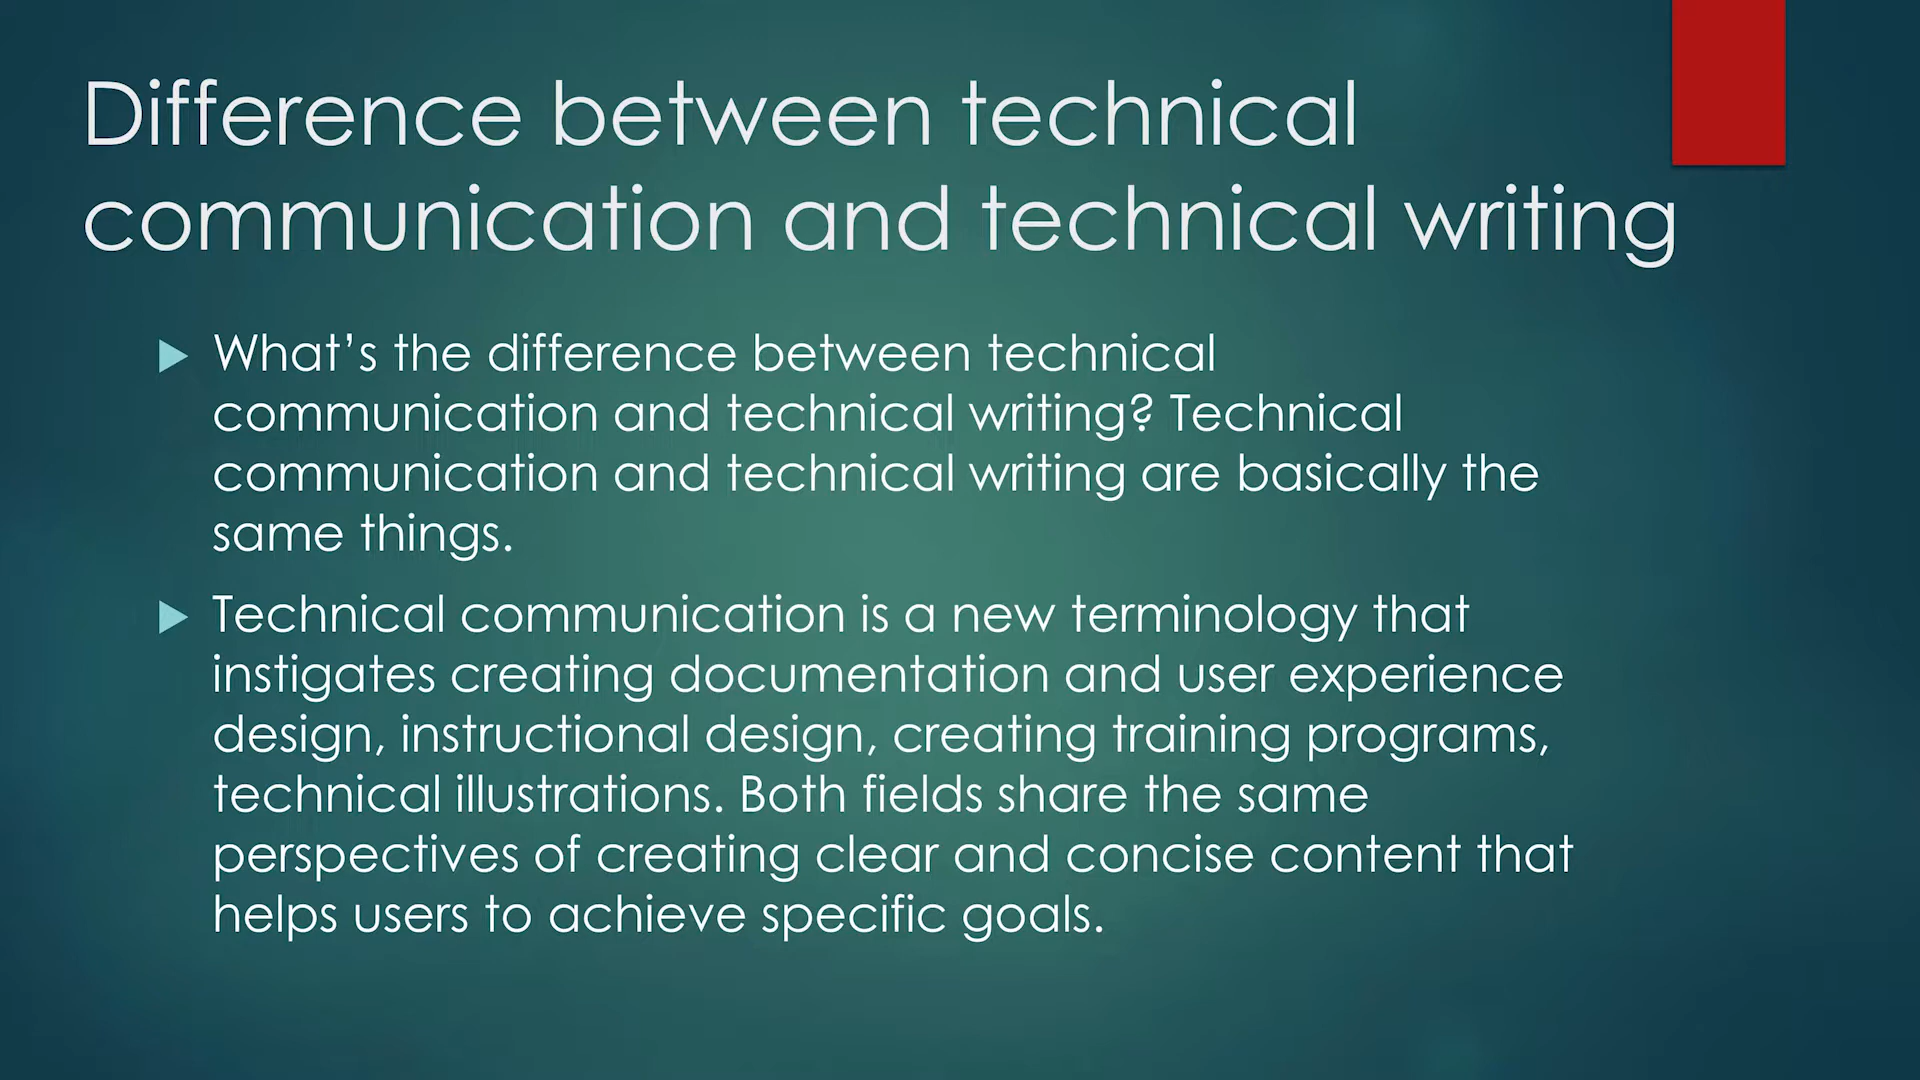 Difference between technical
communication and technical writing
What’s the difference between technical
communication and technical writing? Technical
communication and technical writing are basically the
same things.
Technical communication is a new terminology that
instigates creating documentation and user experience
design, instructional design, creating training programs,
technical illustrations. Both fields share the same
perspectives of creating clear and concise content that
helps users to achieve specific goals.